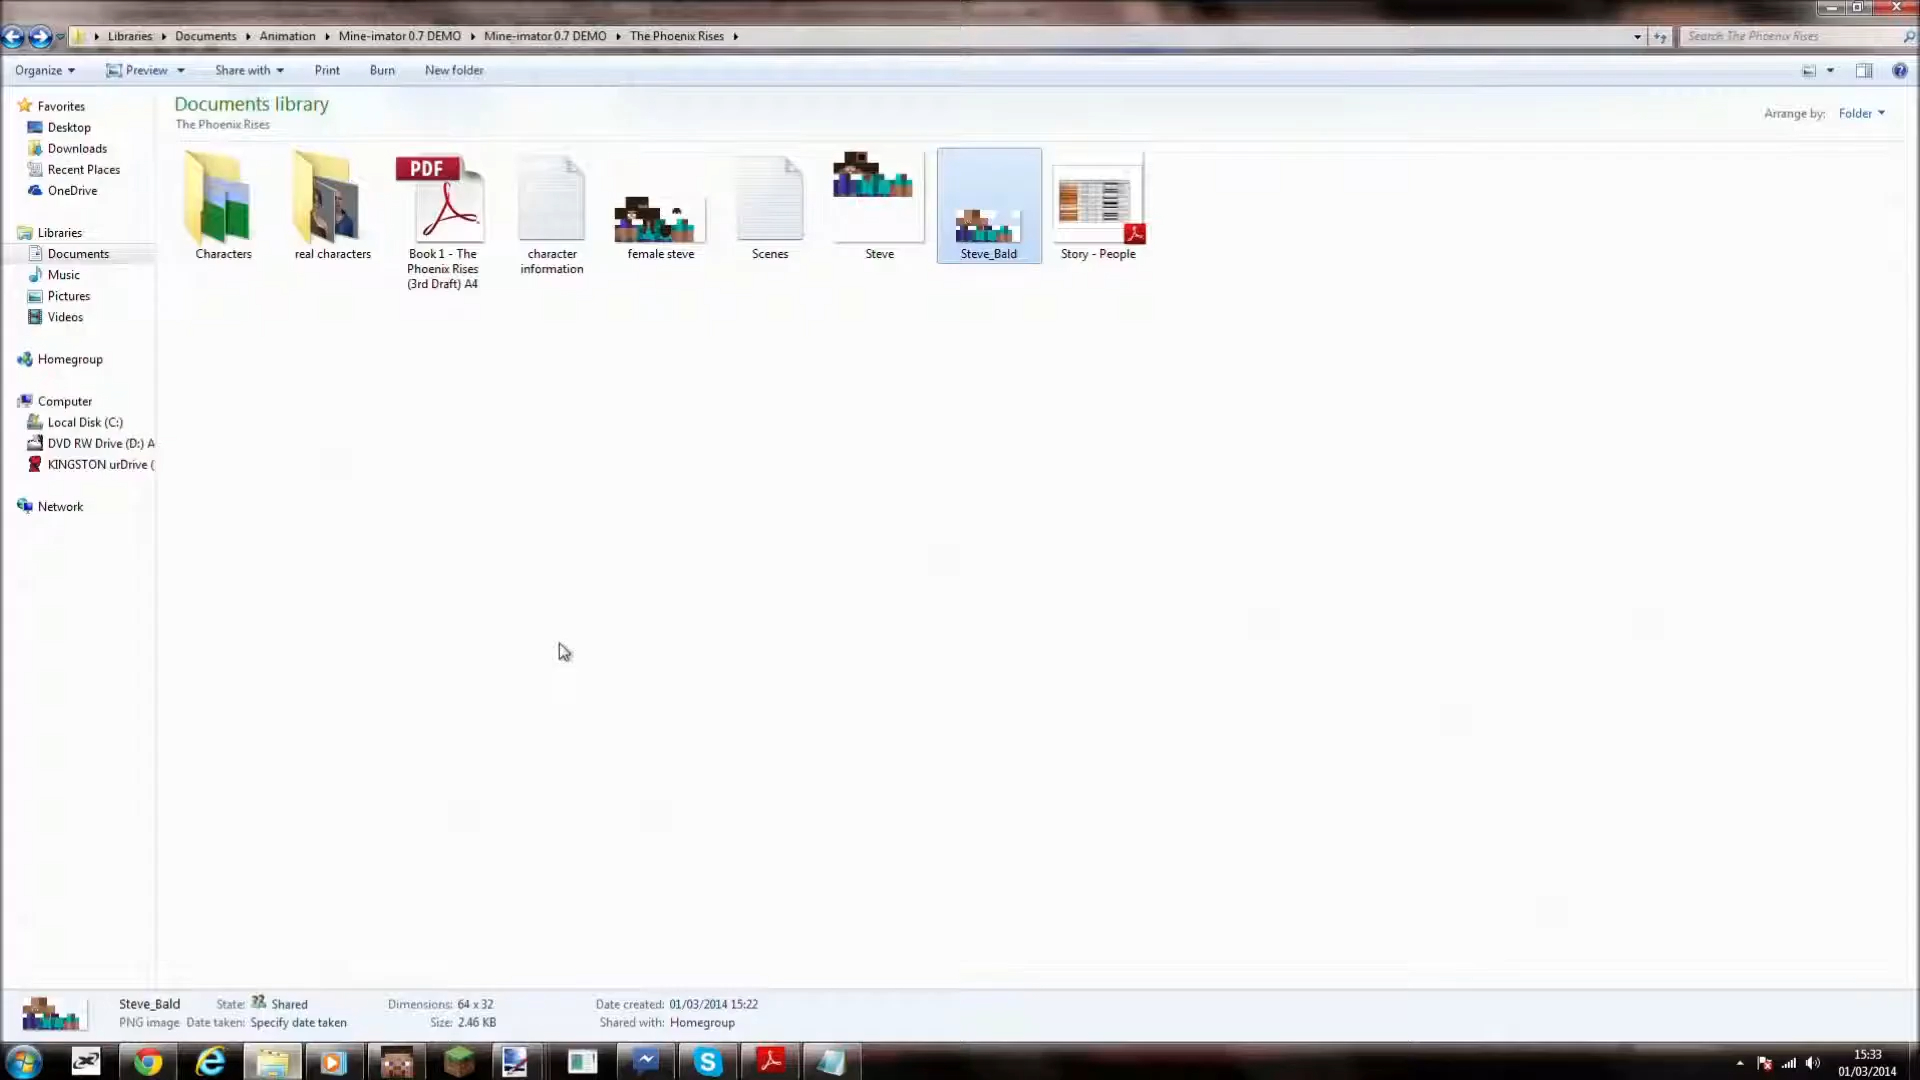 Libraries Documents Animation Mine-imator 0.7 DEMO Mine-imator 0.7 DEMO The Phoenix Rises
Search The Phoenix Rises
Organize Preview Share with Print Burn New folder
Documents library
The Phoenix Rises
Arrange by: Folder
Favorites
Desktop
Downloads
Recent Places
OneDrive
Libraries
Documents
Music
Pictures
Videos
Homegroup
Computer
Local Disk (C:)
DVD RW Drive (D:) A
KINGSTON urDrive (
Network
Characters
real characters
PDF
Book 1 - The
Phoenix Rises
(3rd Draft) A4
character
information
female steve
Scenes
Steve
Steve_Bald
Story - People
Steve_Bald State: Shared Dimensions: 64 x 32 Date created: 01/03/2014 15:22
PNG image Date taken: Specify date taken Size: 2.46 KB Shared with: Homegroup
15:33
01/03/2014